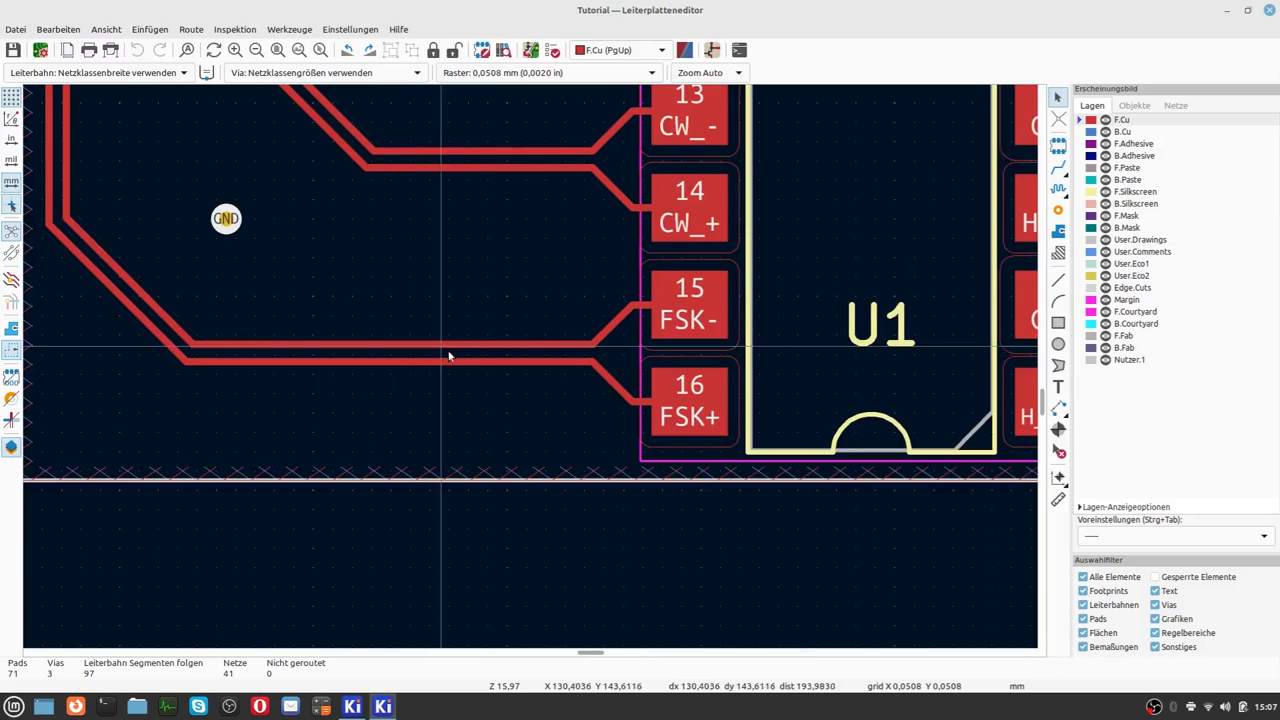 Tutorial — Leiterplatteneditor
Datei Bearbeiten Ansicht Einfügen Route Inspektion Werkzeuge Einstellungen Hilfe
F.Cu (PgUp)
Leiterbahn: Netzklassenbreite verwenden Via: Netzklassengrößen verwenden Raster: 0,0508 mm (0,0020 in) Zoom Auto
in
mil
mm
13
CW_-
14
CW_+
15
FSK-
16
FSK+
GND
U1
H
H_
T
Erscheinungsbild
Lagen Objekte Netze
F.Cu
B.Cu
F.Adhesive
B.Adhesive
F.Paste
B.Paste
F.Silkscreen
B.Silkscreen
F.Mask
B.Mask
User.Drawings
User.Comments
User.Eco1
User.Eco2
Edge.Cuts
Margin
F.Courtyard
B.Courtyard
F.Fab
B.Fab
Nutzer.1
Lagen-Anzeigeoptionen
Voreinstellungen (Strg+Tab):
-----
Auswahlfilter
Alle Elemente Gesperrte Elemente
Footprints Text
Leiterbahnen Vias
Pads Grafiken
Flächen Regelbereiche
Bemaßungen Sonstiges
Pads Vias Leiterbahn Segmenten folgen Netze Nicht geroutet
71 3 97 41 0
Z 15,97 X 130,4036 Y 143,6116 dx 130,4036 dy 143,6116 dist 193,9830 grid X 0,0508 Y 0,0508 mm
Ki Ki 15:07